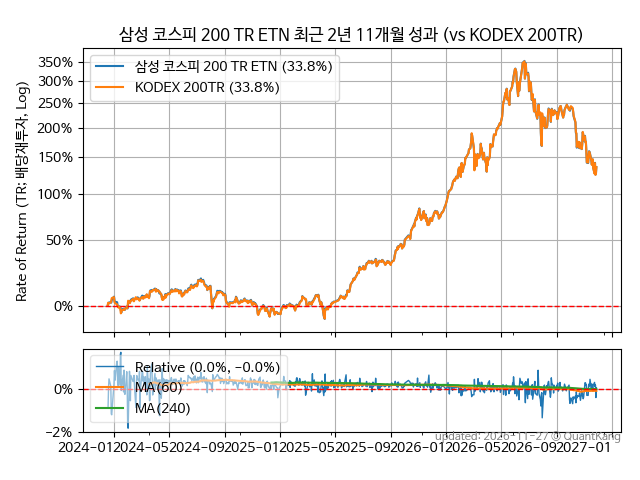 삼성 코스피 200 TR ETN 최근 2년 11개월 성과 (vs KODEX 200TR)
Rate of Return (TR; 배당재투자, Log)
350%
300%
250%
200%
150%
100%
50%
0%
삼성 코스피 200 TR ETN (33.8%)
KODEX 200TR (33.8%)
0%
−2%
Relative (0.0%, −0.0%)
MA(60)
MA(240)
updated: 2026-11-27 © QuantKang
2024-01
2024-05
2024-09
2025-01
2025-05
2025-09
2026-01
2026-05
2026-09
2027-01